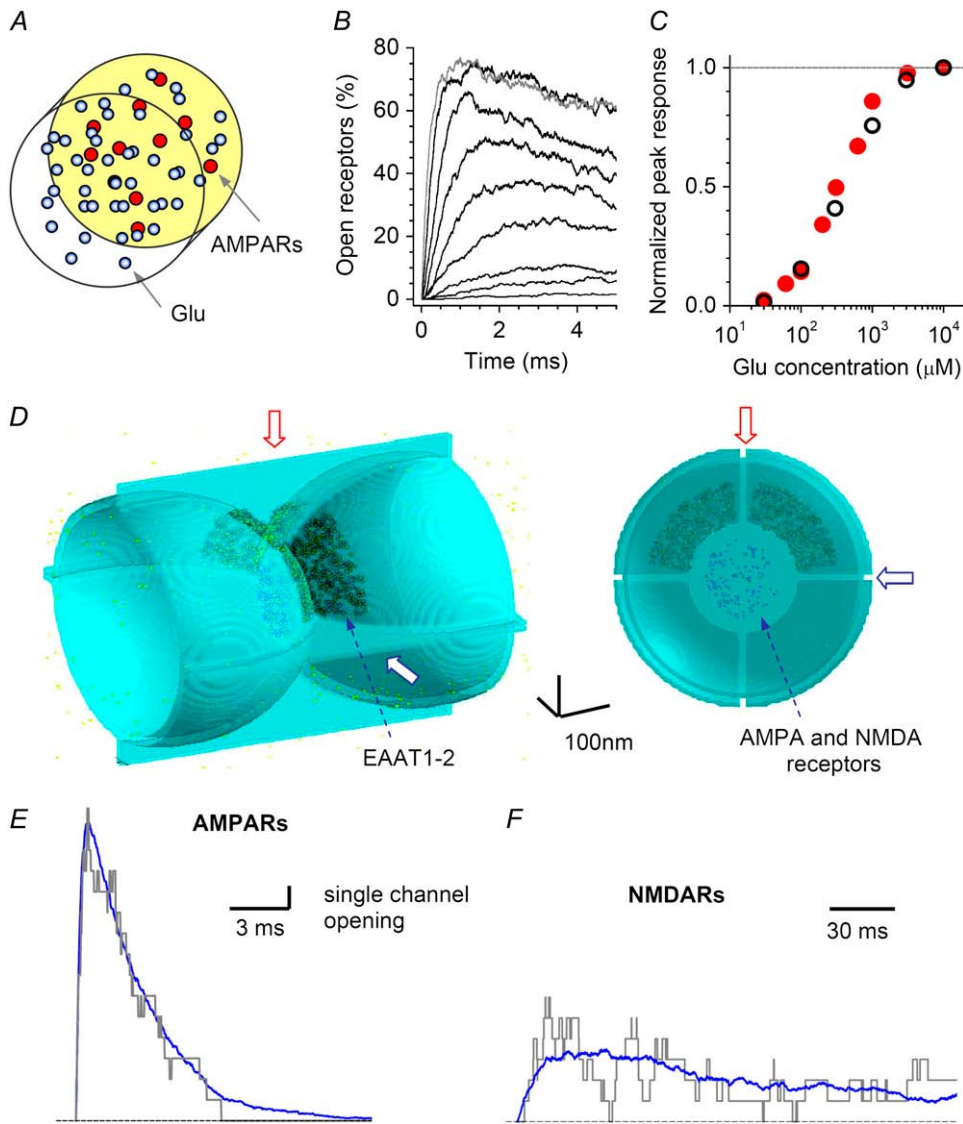 A
AMPARs
Glu
B
Open receptors (%)
80
60
40
20
0
0
2
4
Time (ms)
C
Normalized peak response
1.0
0.5
0.0
10¹
10²
10³
10⁴
Glu concentration (μM)
D
EAAT1-2
100nm
AMPA and NMDA
receptors
E
AMPARs
3 ms
single channel
opening
F
NMDARs
30 ms